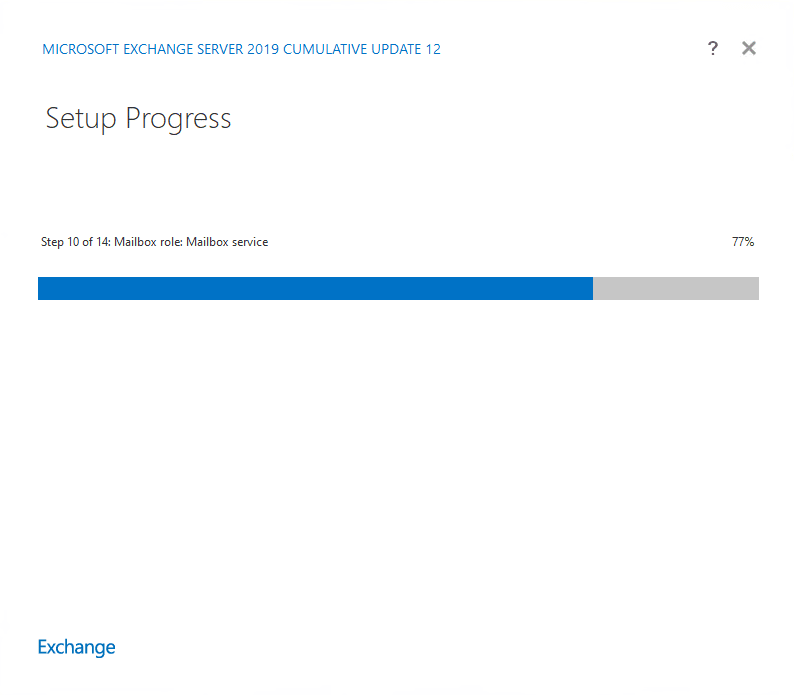 MICROSOFT EXCHANGE SERVER 2019 CUMULATIVE UPDATE 12
?
Setup Progress
Step 10 of 14: Mailbox role: Mailbox service 77%
Exchange